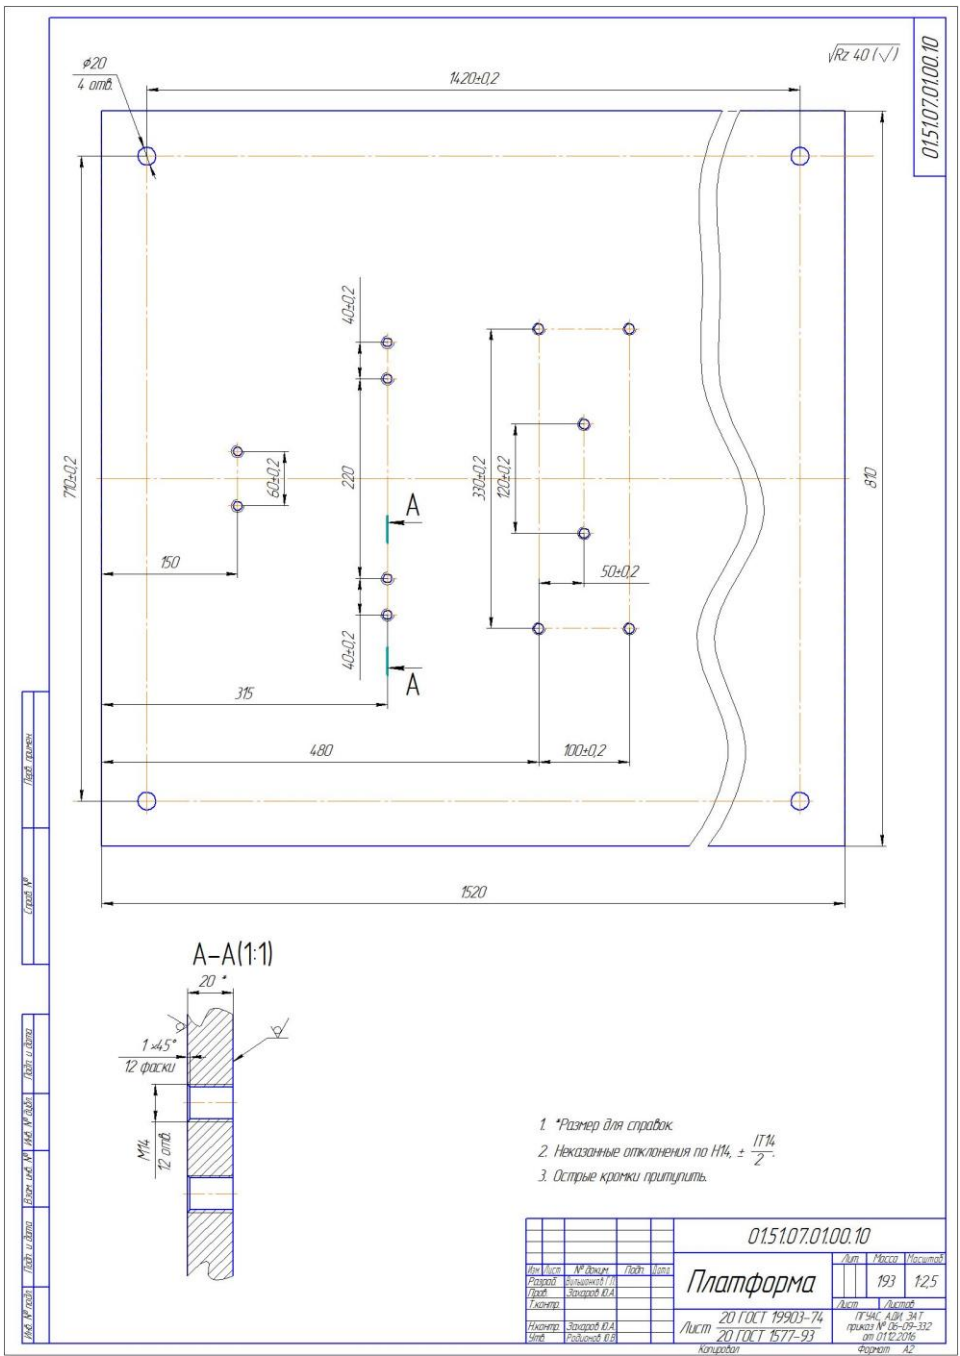 01.51.07.01.00.10
√Rz 40 (√)
⌀20
4 отв.
1420±0,2
710±0,2
810
40±0,2
220
40±0,2
60±0,2
330±0,2
120±0,2
50±0,2
100±0,2
150
315
480
1520
А
А
А-А(1:1)
20 *
1 ×45°
12 фаски
М14
12 отв.
1. *Размер для справок.
2. Неказанные отклонения по Н14, ± IT14/2.
3. Острые кромки притупить.
Перв. примен.
Справ. №
Подп. и дата
Инв. № дубл.
Взам. инв. №
Подп. и дата
Инв. № подл.
01.51.07.01.00.10
Изм. Лист № докум. Подп. Дата
Разраб.
Пров. Захаров Ю.А.
Т.контр.
Н.контр. Захаров Ю.А.
Утв. Родионов Ю.В.
Платформа
Лит. Масса Масштаб
193 1:2,5
Лист Листов
Лист 20 ГОСТ 19903-74
20 ГОСТ 1577-93
ПГУАС, АДИ, ЭАТ
приказ № 06-09-332
от 01.12.2016
Копировал Формат А2